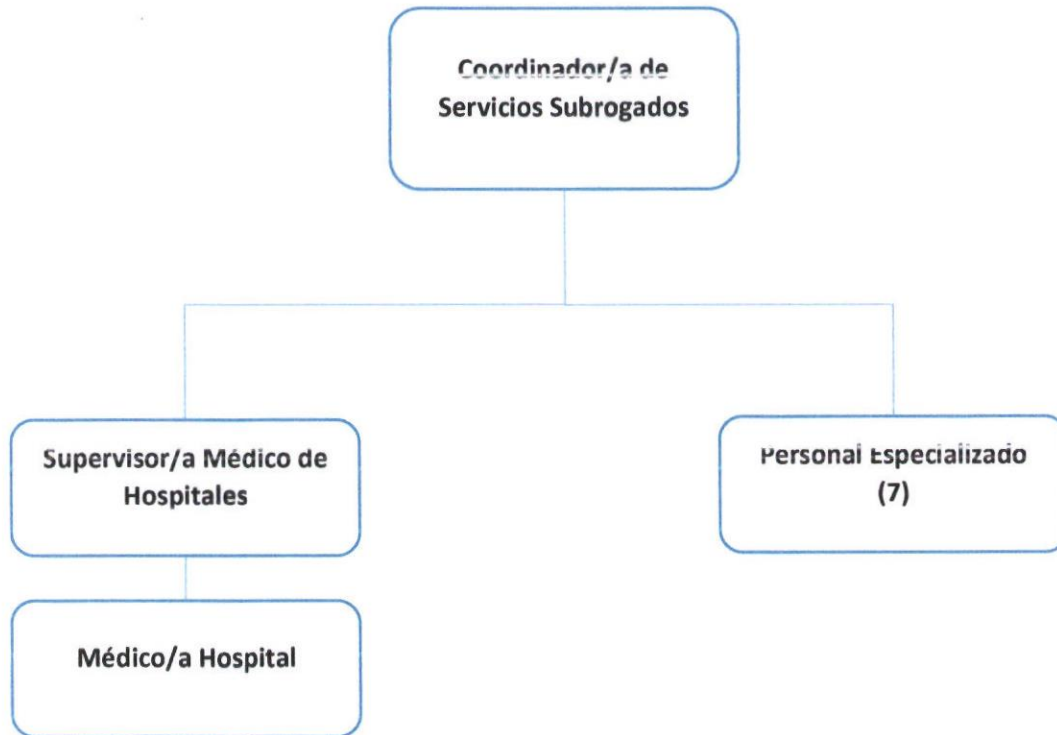 Coordinador/a de
Servicios Subrogados
Supervisor/a Médico de
Hospitales
Personal Especializado
(7)
Médico/a Hospital